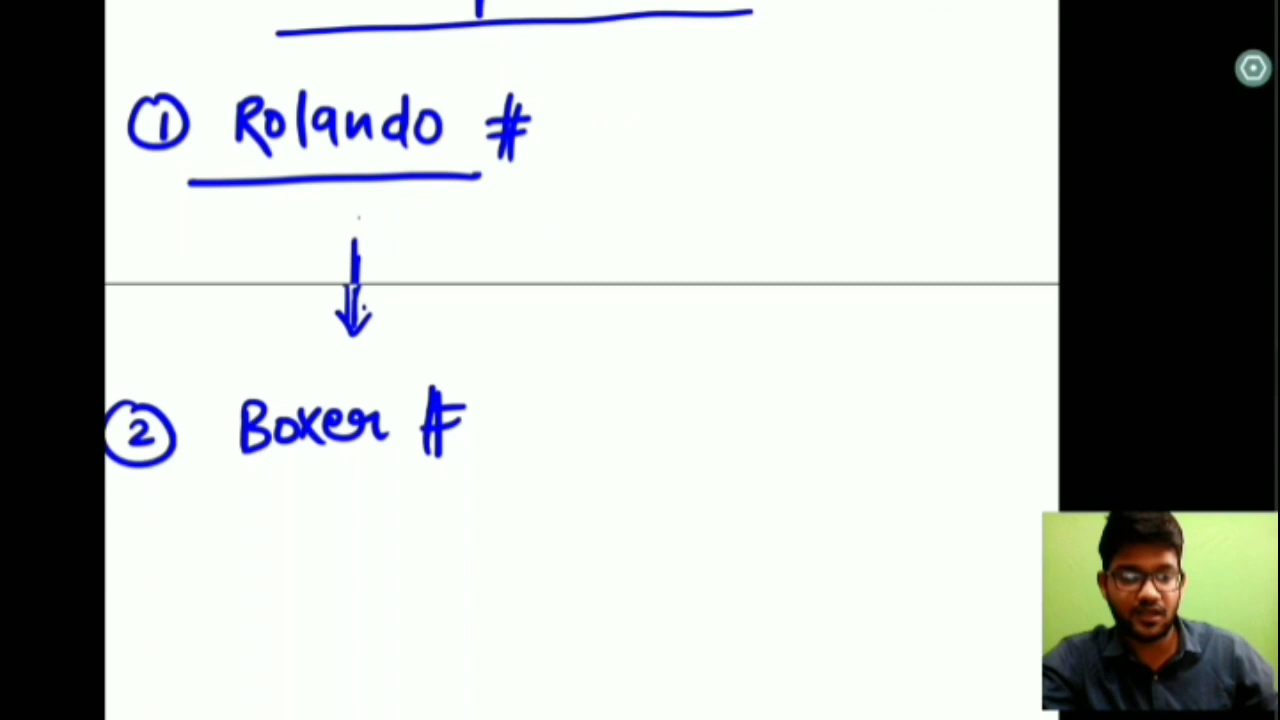 ① Rolando #
② Boxer #